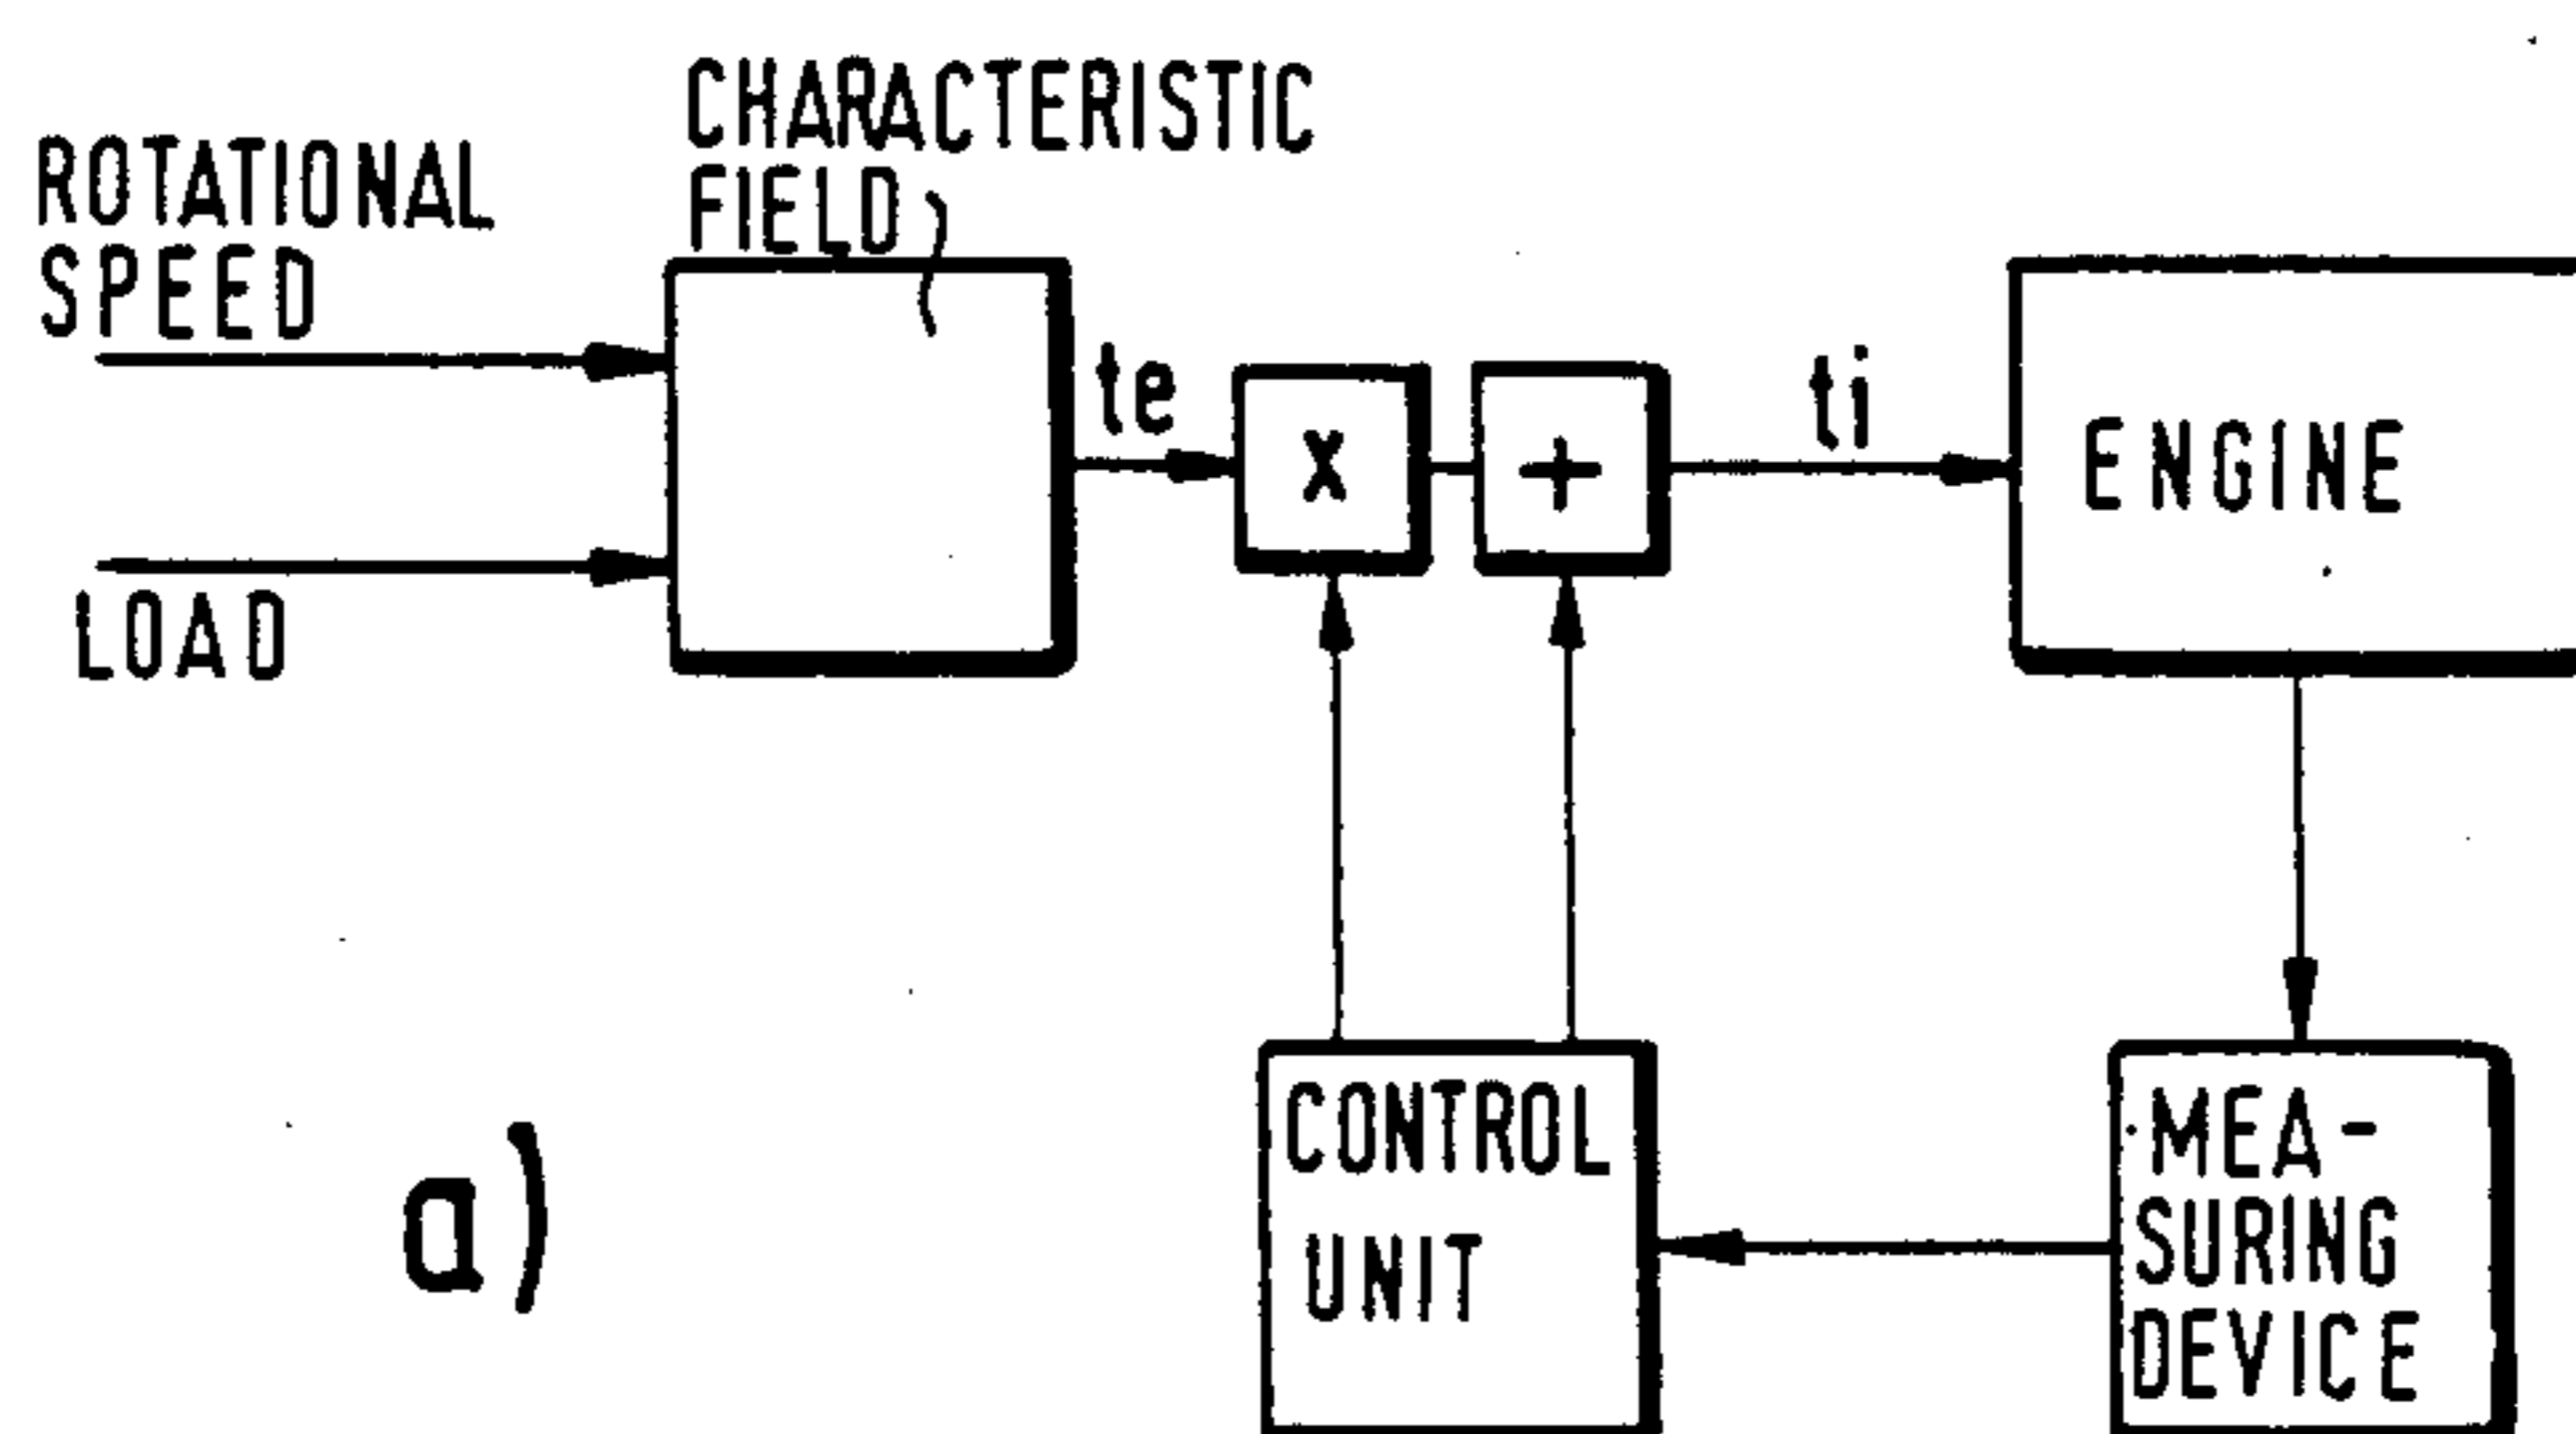 CHARACTERISTIC
FIELD
ROTATIONAL
SPEED
LOAD
te
x
+
ti
ENGINE
CONTROL
UNIT
MEA-
SURING
DEVICE
a)